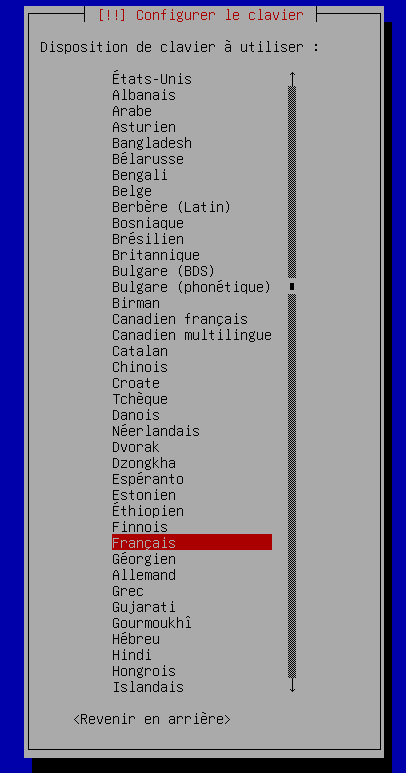 [!!] Configurer le clavier
Disposition de clavier à utiliser :
États-Unis
Albanais
Arabe
Asturien
Bangladesh
Bélarusse
Bengali
Belge
Berbère (Latin)
Bosniaque
Brésilien
Britannique
Bulgare (BDS)
Bulgare (phonétique)
Birman
Canadien français
Canadien multilingue
Catalan
Chinois
Croate
Tchèque
Danois
Néerlandais
Dvorak
Dzongkha
Espéranto
Estonien
Éthiopien
Finnois
Français
Géorgien
Allemand
Grec
Gujarati
Gourmoukhî
Hébreu
Hindi
Hongrois
Islandais
<Revenir en arrière>